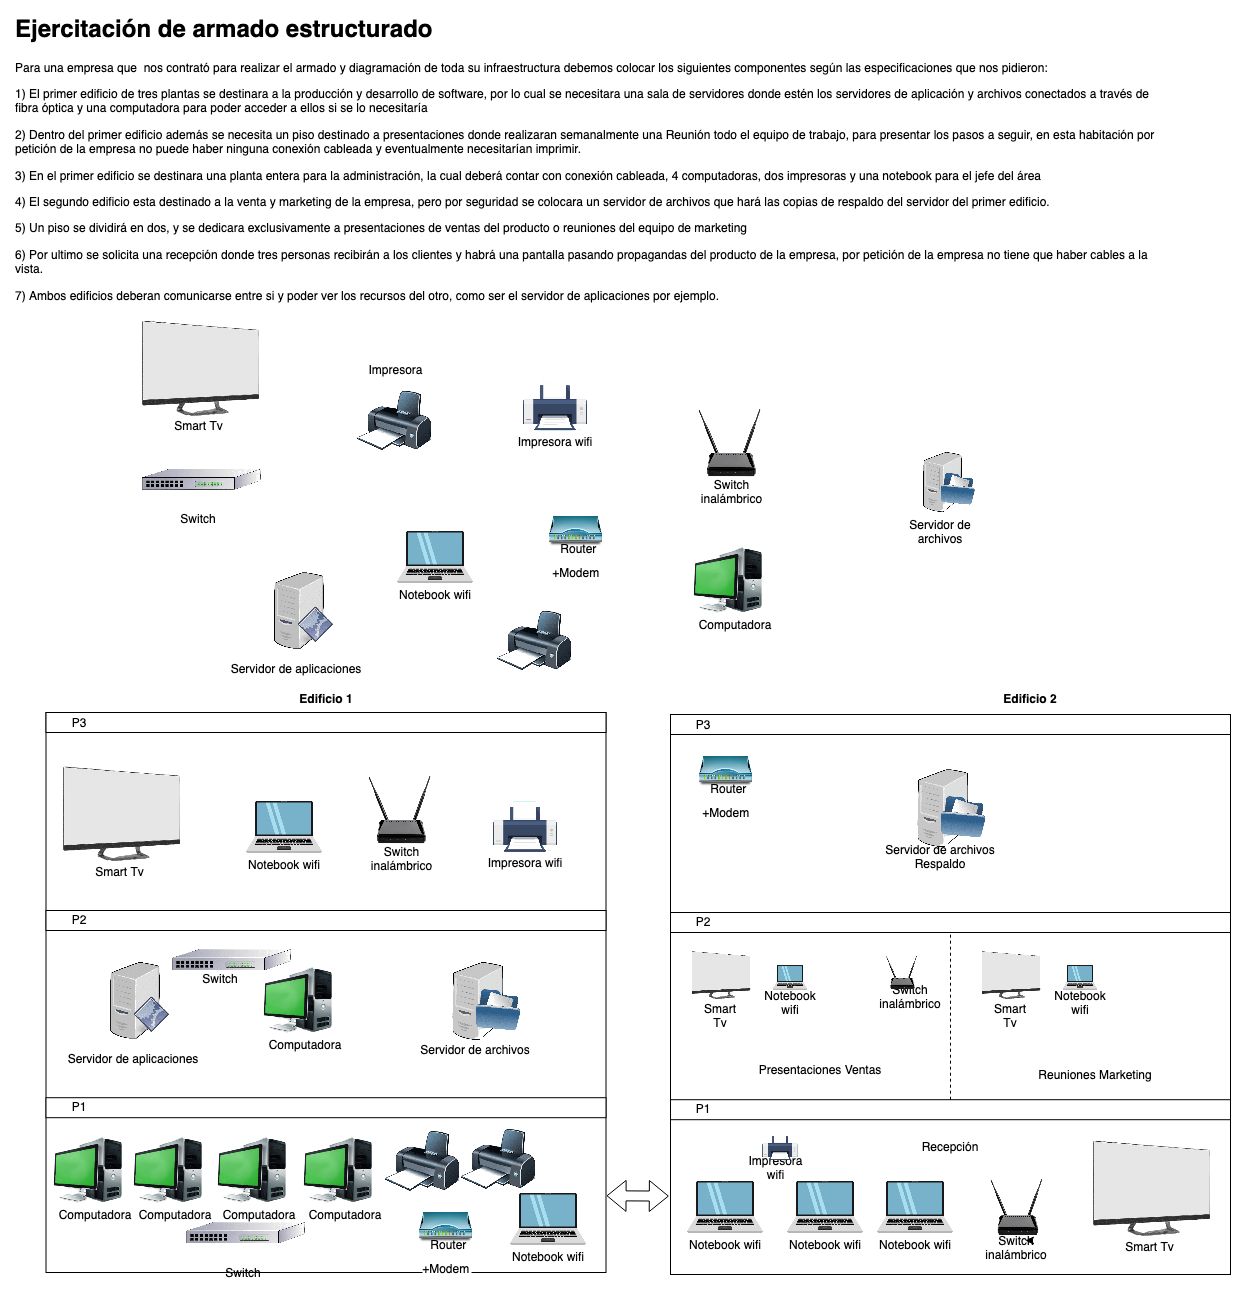 Ejercitación de armado estructurado
Para una empresa que  nos contrató para realizar el armado y diagramación de toda su infraestructura debemos colocar los siguientes componentes según las especificaciones que nos pidieron:
1) El primer edificio de tres plantas se destinara a la producción y desarrollo de software, por lo cual se necesitara una sala de servidores donde estén los servidores de aplicación y archivos conectados a través de
fibra óptica y una computadora para poder acceder a ellos si se lo necesitaría
2) Dentro del primer edificio además se necesita un piso destinado a presentaciones donde realizaran semanalmente una Reunión todo el equipo de trabajo, para presentar los pasos a seguir, en esta habitación por
petición de la empresa no puede haber ninguna conexión cableada y eventualmente necesitarían imprimir.
3) En el primer edificio se destinara una planta entera para la administración, la cual deberá contar con conexión cableada, 4 computadoras, dos impresoras y una notebook para el jefe del área
4) El segundo edificio esta destinado a la venta y marketing de la empresa, pero por seguridad se colocara un servidor de archivos que hará las copias de respaldo del servidor del primer edificio.
5) Un piso se dividirá en dos, y se dedicara exclusivamente a presentaciones de ventas del producto o reuniones del equipo de marketing
6) Por ultimo se solicita una recepción donde tres personas recibirán a los clientes y habrá una pantalla pasando propagandas del producto de la empresa, por petición de la empresa no tiene que haber cables a la
vista.
7) Ambos edificios deberan comunicarse entre si y poder ver los recursos del otro, como ser el servidor de aplicaciones por ejemplo.
Impresora
Smart Tv
Impresora wifi
Switch
inalámbrico
Switch
Servidor de
archivos
Router
+Modem
Notebook wifi
Computadora
Servidor de aplicaciones
Edificio 1
P3
Smart Tv
Notebook wifi
Switch
inalámbrico
Impresora wifi
P2
Switch
Servidor de aplicaciones
Computadora
Servidor de archivos
P1
Computadora
Computadora
Computadora
Computadora
Switch
Router
+Modem
Notebook wifi
Edificio 2
P3
Router
+Modem
Servidor de archivos
Respaldo
P2
Smart
Tv
Notebook
wifi
Switch
inalámbrico
Presentaciones Ventas
Smart
Tv
Notebook
wifi
Reuniones Marketing
P1
Impresora
wifi
Recepción
Notebook wifi
Notebook wifi
Notebook wifi
Switch
inalámbrico
Smart Tv